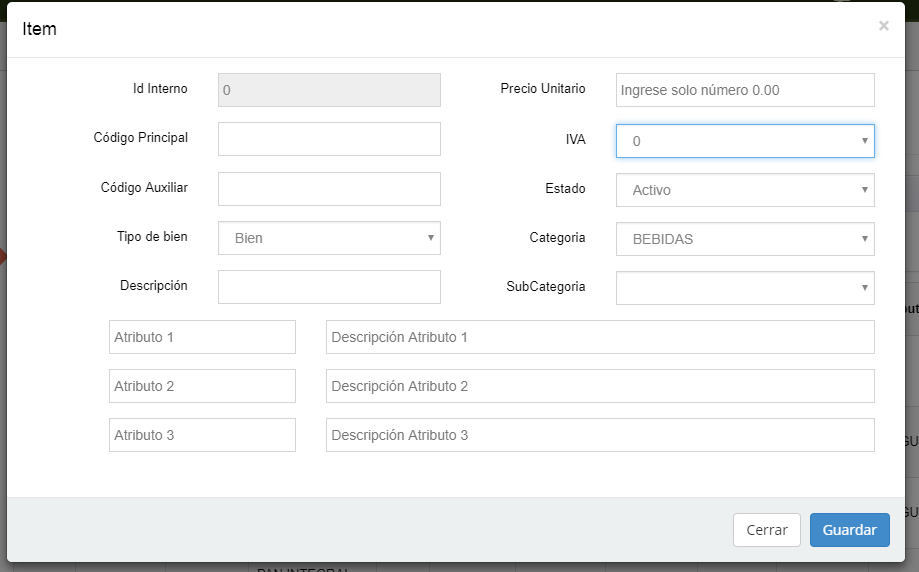 Item
×
Id Interno 0 Precio Unitario Ingrese solo número 0.00
Código Principal IVA 0
Código Auxiliar Estado Activo
Tipo de bien Bien Categoria BEBIDAS
Descripción SubCategoria
Atributo 1 Descripción Atributo 1
Atributo 2 Descripción Atributo 2
Atributo 3 Descripción Atributo 3
Cerrar Guardar